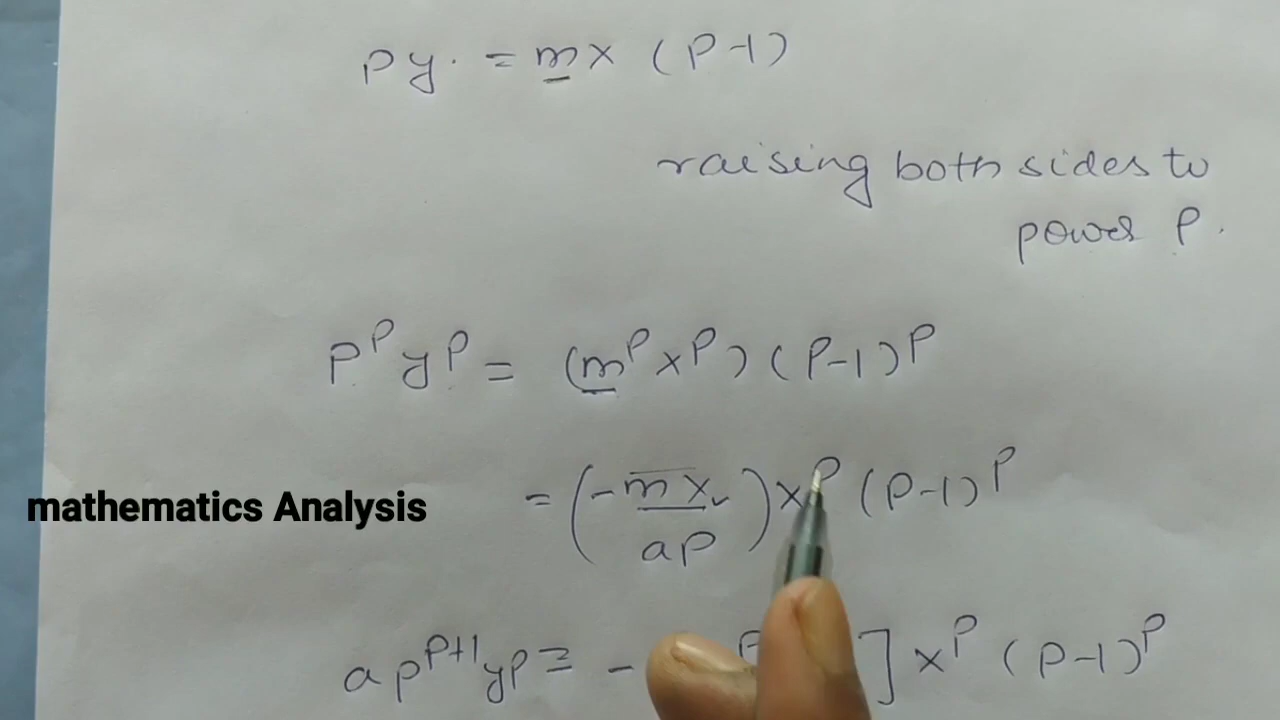 Py. = mx (P-1)
raising both sides to
power P.
P^P y^P = (m^P x^P) (P-1)^P
= (-mx/aP) x^P (P-1)^P
mathematics Analysis
aP^{P+1} y^P = - ] x^P (P-1)^P